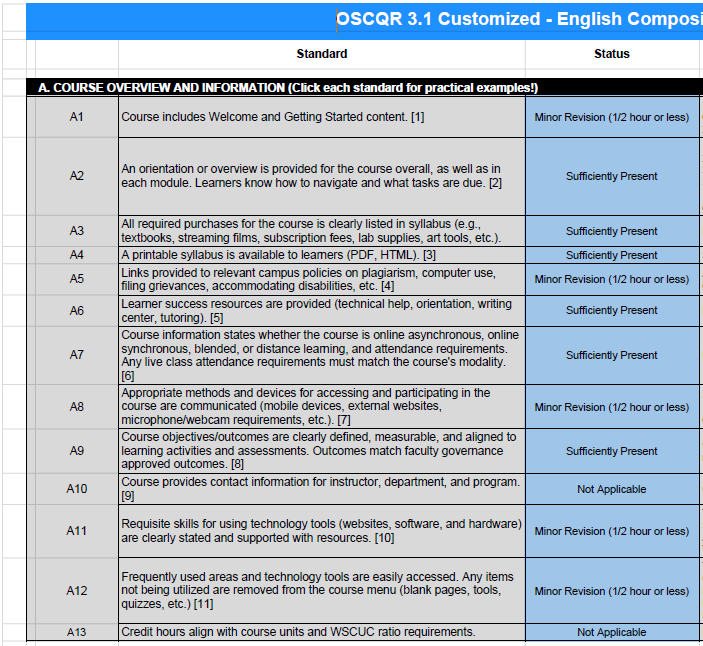 OSCQR 3.1 Customized - English Composi
Standard Status
A. COURSE OVERVIEW AND INFORMATION (Click each standard for practical examples!)
A1 Course includes Welcome and Getting Started content. [1] Minor Revision (1/2 hour or less)
A2 An orientation or overview is provided for the course overall, as well as in
each module. Learners know how to navigate and what tasks are due. [2] Sufficiently Present
A3 All required purchases for the course is clearly listed in syllabus (e.g.,
textbooks, streaming films, subscription fees, lab supplies, art tools, etc.). Sufficiently Present
A4 A printable syllabus is available to learners (PDF, HTML). [3] Sufficiently Present
A5 Links provided to relevant campus policies on plagiarism, computer use,
filing grievances, accommodating disabilities, etc. [4] Minor Revision (1/2 hour or less)
A6 Learner success resources are provided (technical help, orientation, writing
center, tutoring). [5] Sufficiently Present
A7 Course information states whether the course is online asynchronous, online
synchronous, blended, or distance learning, and attendance requirements.
Any live class attendance requirements must match the course's modality.
[6] Sufficiently Present
A8 Appropriate methods and devices for accessing and participating in the
course are communicated (mobile devices, external websites,
microphone/webcam requirements, etc.). [7] Minor Revision (1/2 hour or less)
A9 Course objectives/outcomes are clearly defined, measurable, and aligned to
learning activities and assessments. Outcomes match faculty governance
approved outcomes. [8] Sufficiently Present
A10 Course provides contact information for instructor, department, and program.
[9] Not Applicable
A11 Requisite skills for using technology tools (websites, software, and hardware)
are clearly stated and supported with resources. [10] Minor Revision (1/2 hour or less)
A12 Frequently used areas and technology tools are easily accessed. Any items
not being utilized are removed from the course menu (blank pages, tools,
quizzes, etc.) [11] Minor Revision (1/2 hour or less)
A13 Credit hours align with course units and WSCUC ratio requirements. Not Applicable